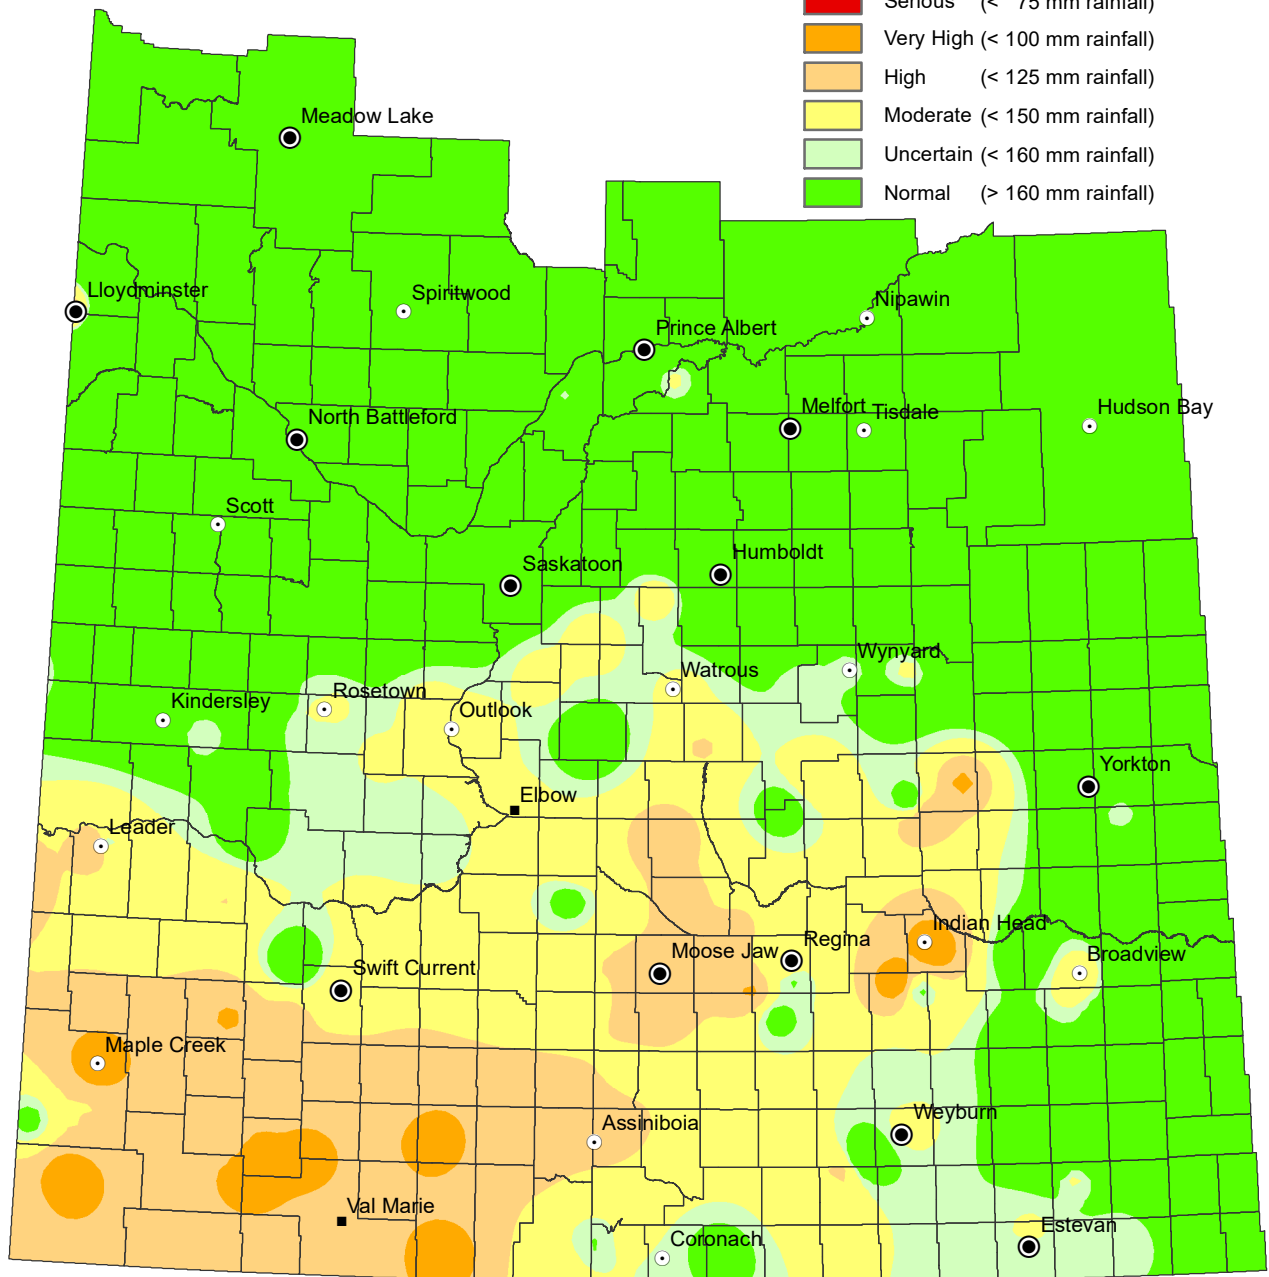 Serious (< 75 mm rainfall)
Very High (< 100 mm rainfall)
High (< 125 mm rainfall)
Moderate (< 150 mm rainfall)
Uncertain (< 160 mm rainfall)
Normal (> 160 mm rainfall)
Meadow Lake
Lloydminster
Spiritwood
Nipawin
Prince Albert
North Battleford
Melfort
Tisdale
Hudson Bay
Scott
Saskatoon
Humboldt
Wynyard
Watrous
Kindersley
Rosetown
Outlook
Yorkton
Elbow
Leader
Indian Head
Moose Jaw
Regina
Broadview
Swift Current
Maple Creek
Assiniboia
Weyburn
Val Marie
Coronach
Estevan